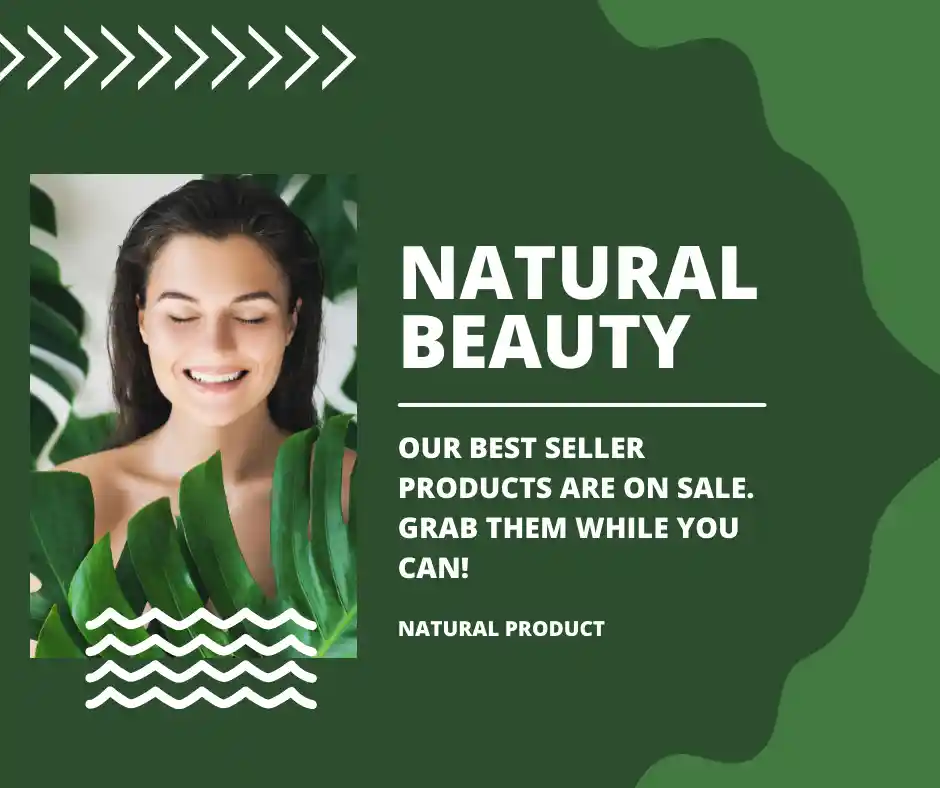 NATURAL
BEAUTY
OUR BEST SELLER
PRODUCTS ARE ON SALE.
GRAB THEM WHILE YOU
CAN!
NATURAL PRODUCT